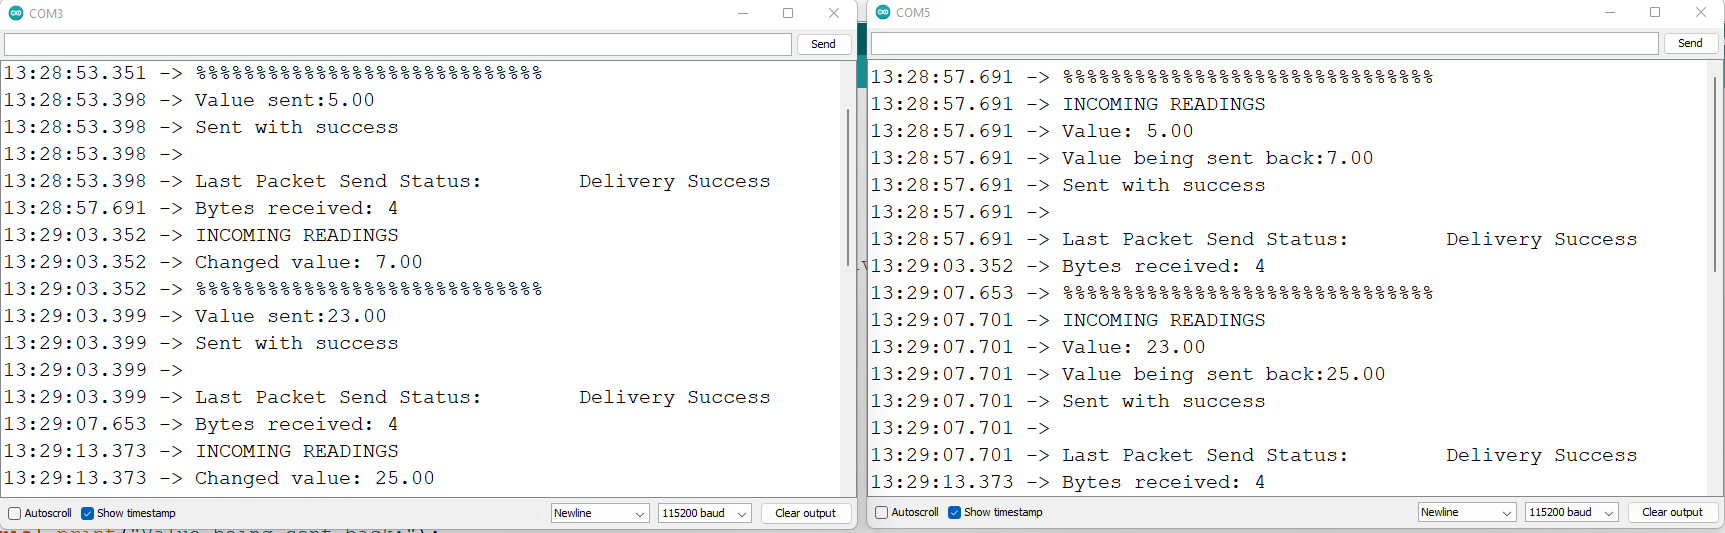 COM3
Send
13:28:53.351 -> %%%%%%%%%%%%%%%%%%%%%%%%%%%%%
13:28:53.398 -> Value sent:5.00
13:28:53.398 -> Sent with success
13:28:53.398 ->
13:28:53.398 -> Last Packet Send Status:        Delivery Success
13:28:57.691 -> Bytes received: 4
13:29:03.352 -> INCOMING READINGS
13:29:03.352 -> Changed value: 7.00
13:29:03.352 -> %%%%%%%%%%%%%%%%%%%%%%%%%%%%%
13:29:03.399 -> Value sent:23.00
13:29:03.399 -> Sent with success
13:29:03.399 ->
13:29:03.399 -> Last Packet Send Status:        Delivery Success
13:29:07.653 -> Bytes received: 4
13:29:13.373 -> INCOMING READINGS
13:29:13.373 -> Changed value: 25.00
Autoscroll Show timestamp Newline 115200 baud Clear output
COM5
Send
13:28:57.691 -> %%%%%%%%%%%%%%%%%%%%%%%%%%%%%%%
13:28:57.691 -> INCOMING READINGS
13:28:57.691 -> Value: 5.00
13:28:57.691 -> Value being sent back:7.00
13:28:57.691 -> Sent with success
13:28:57.691 ->
13:28:57.691 -> Last Packet Send Status:        Delivery Success
13:29:03.352 -> Bytes received: 4
13:29:07.653 -> %%%%%%%%%%%%%%%%%%%%%%%%%%%%%%%
13:29:07.701 -> INCOMING READINGS
13:29:07.701 -> Value: 23.00
13:29:07.701 -> Value being sent back:25.00
13:29:07.701 -> Sent with success
13:29:07.701 ->
13:29:07.701 -> Last Packet Send Status:        Delivery Success
13:29:13.373 -> Bytes received: 4
Autoscroll Show timestamp Newline 115200 baud Clear output